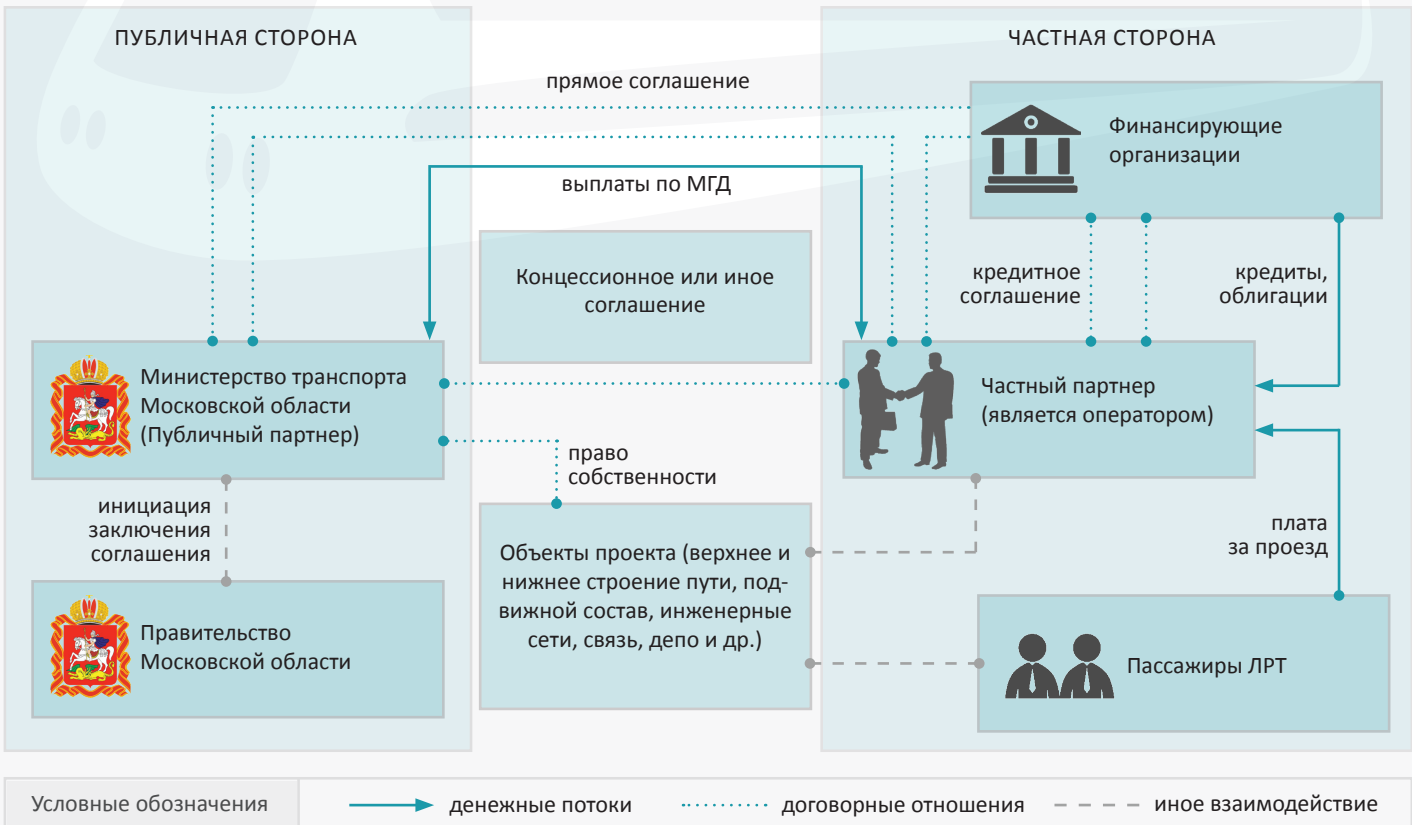 ПУБЛИЧНАЯ СТОРОНА
ЧАСТНАЯ СТОРОНА
прямое соглашение
Финансирующие
организации
выплаты по МГД
Концессионное или иное
соглашение
кредитное
соглашение
кредиты,
облигации
Министерство транспорта
Московской области
(Публичный партнер)
Частный партнер
(является оператором)
право
собственности
инициация
заключения
соглашения
плата
за проезд
Объекты проекта (верхнее и
нижнее строение пути, под-
вижной состав, инженерные
сети, связь, депо и др.)
Правительство
Московской области
Пассажиры ЛРТ
Условные обозначения
денежные потоки
договорные отношения
иное взаимодействие